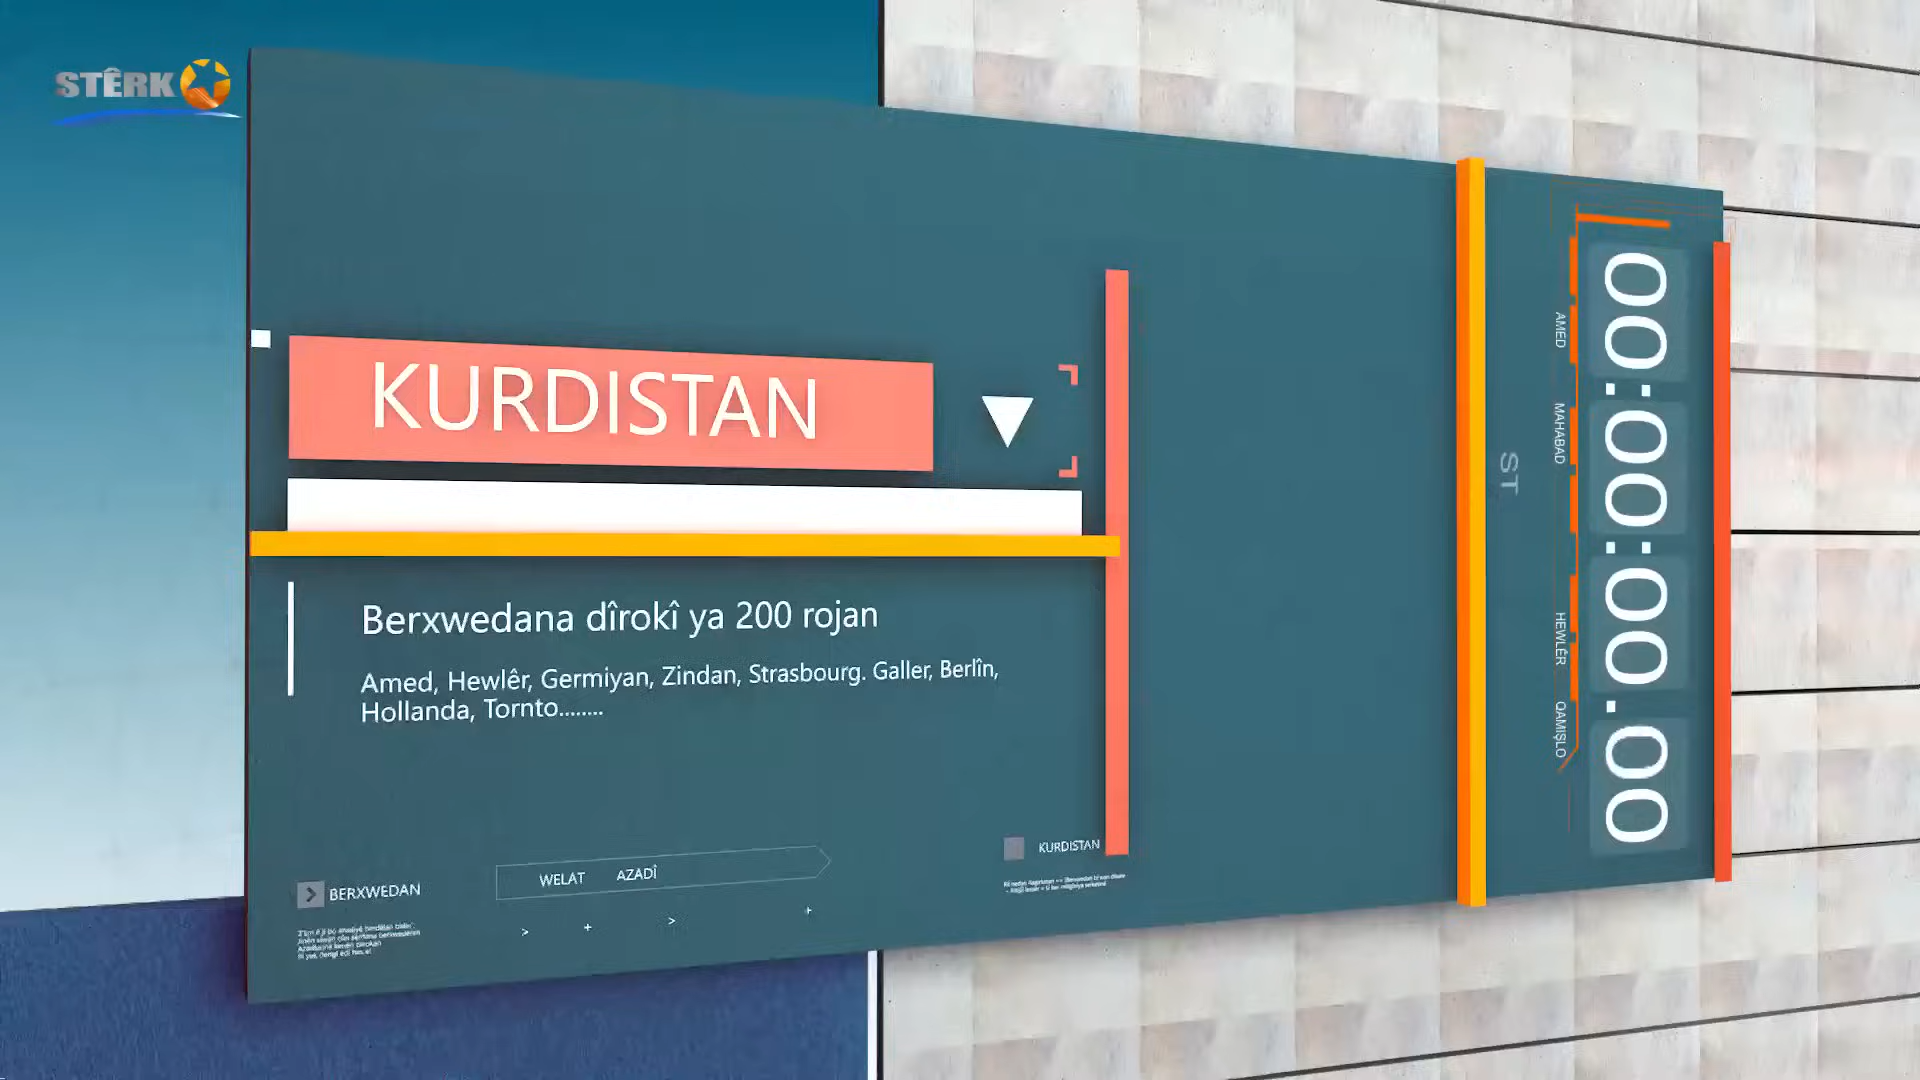 STÊRK
KURDISTAN
Berxwedana dîrokî ya 200 rojan
Amed, Hewlêr, Germiyan, Zindan, Strasbourg. Galler, Berlîn,
Hollanda, Tornto........
BERXWEDAN
WELAT AZADÎ
> + > +
KURDISTAN
ST
AMED
MAHABAD
HEWLÊR
QAMIŞLO
00:00:00.00